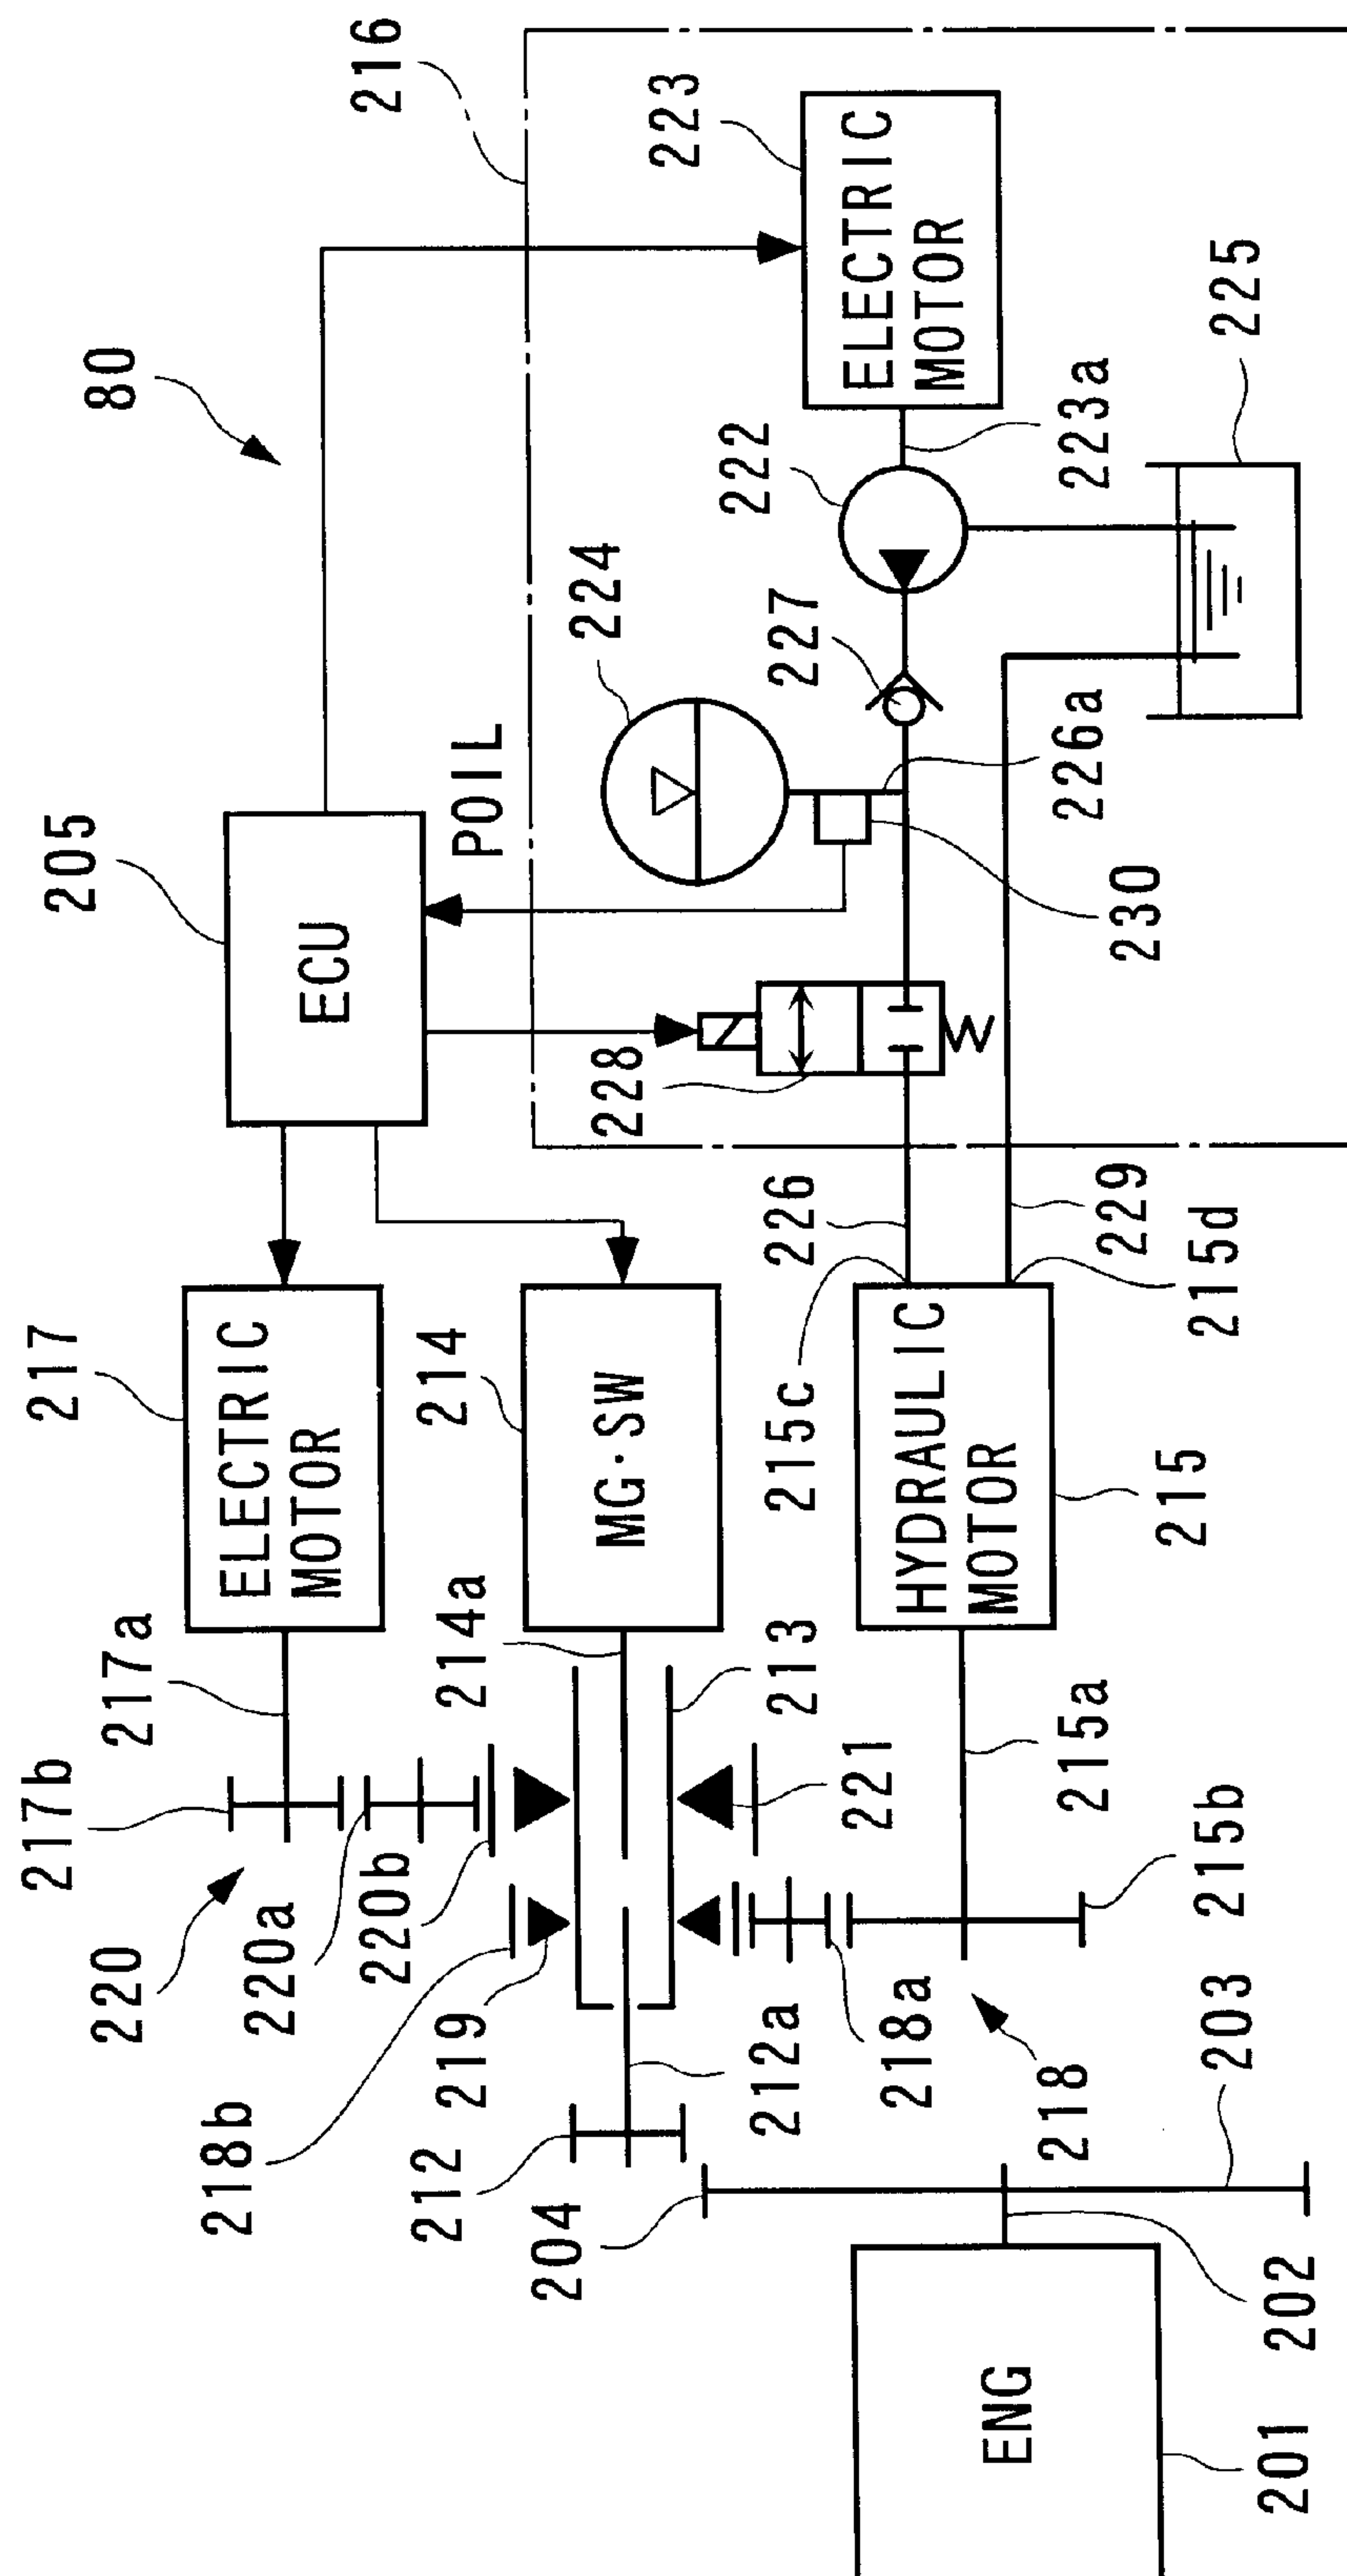 80
216
205
ECU
POIL
224
222
223
ELECTRIC
MOTOR
227
223a
225
226a
230
228
217
ELECTRIC
MOTOR
214
MG·SW
226
215c
229
215d
HYDRAULIC
MOTOR
215
217b
217a
214a
213
221
215a
215b
220
220a
220b
218b
219
212
212a
218a
218
203
204
202
ENG
201